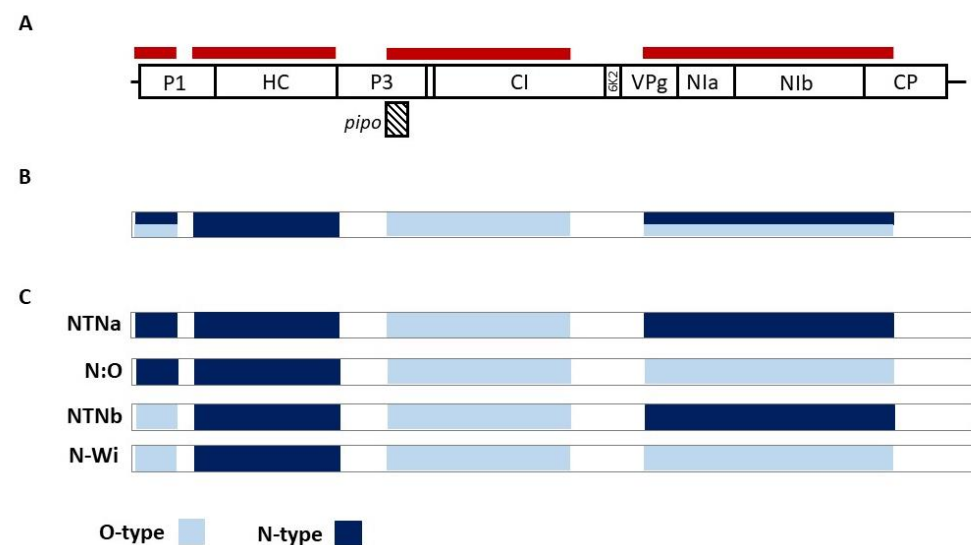 A
P1 HC P3 CI 6K2 VPg NIa NIb CP
pipo
B
C
NTNa
N:O
NTNb
N-Wi
O-type N-type